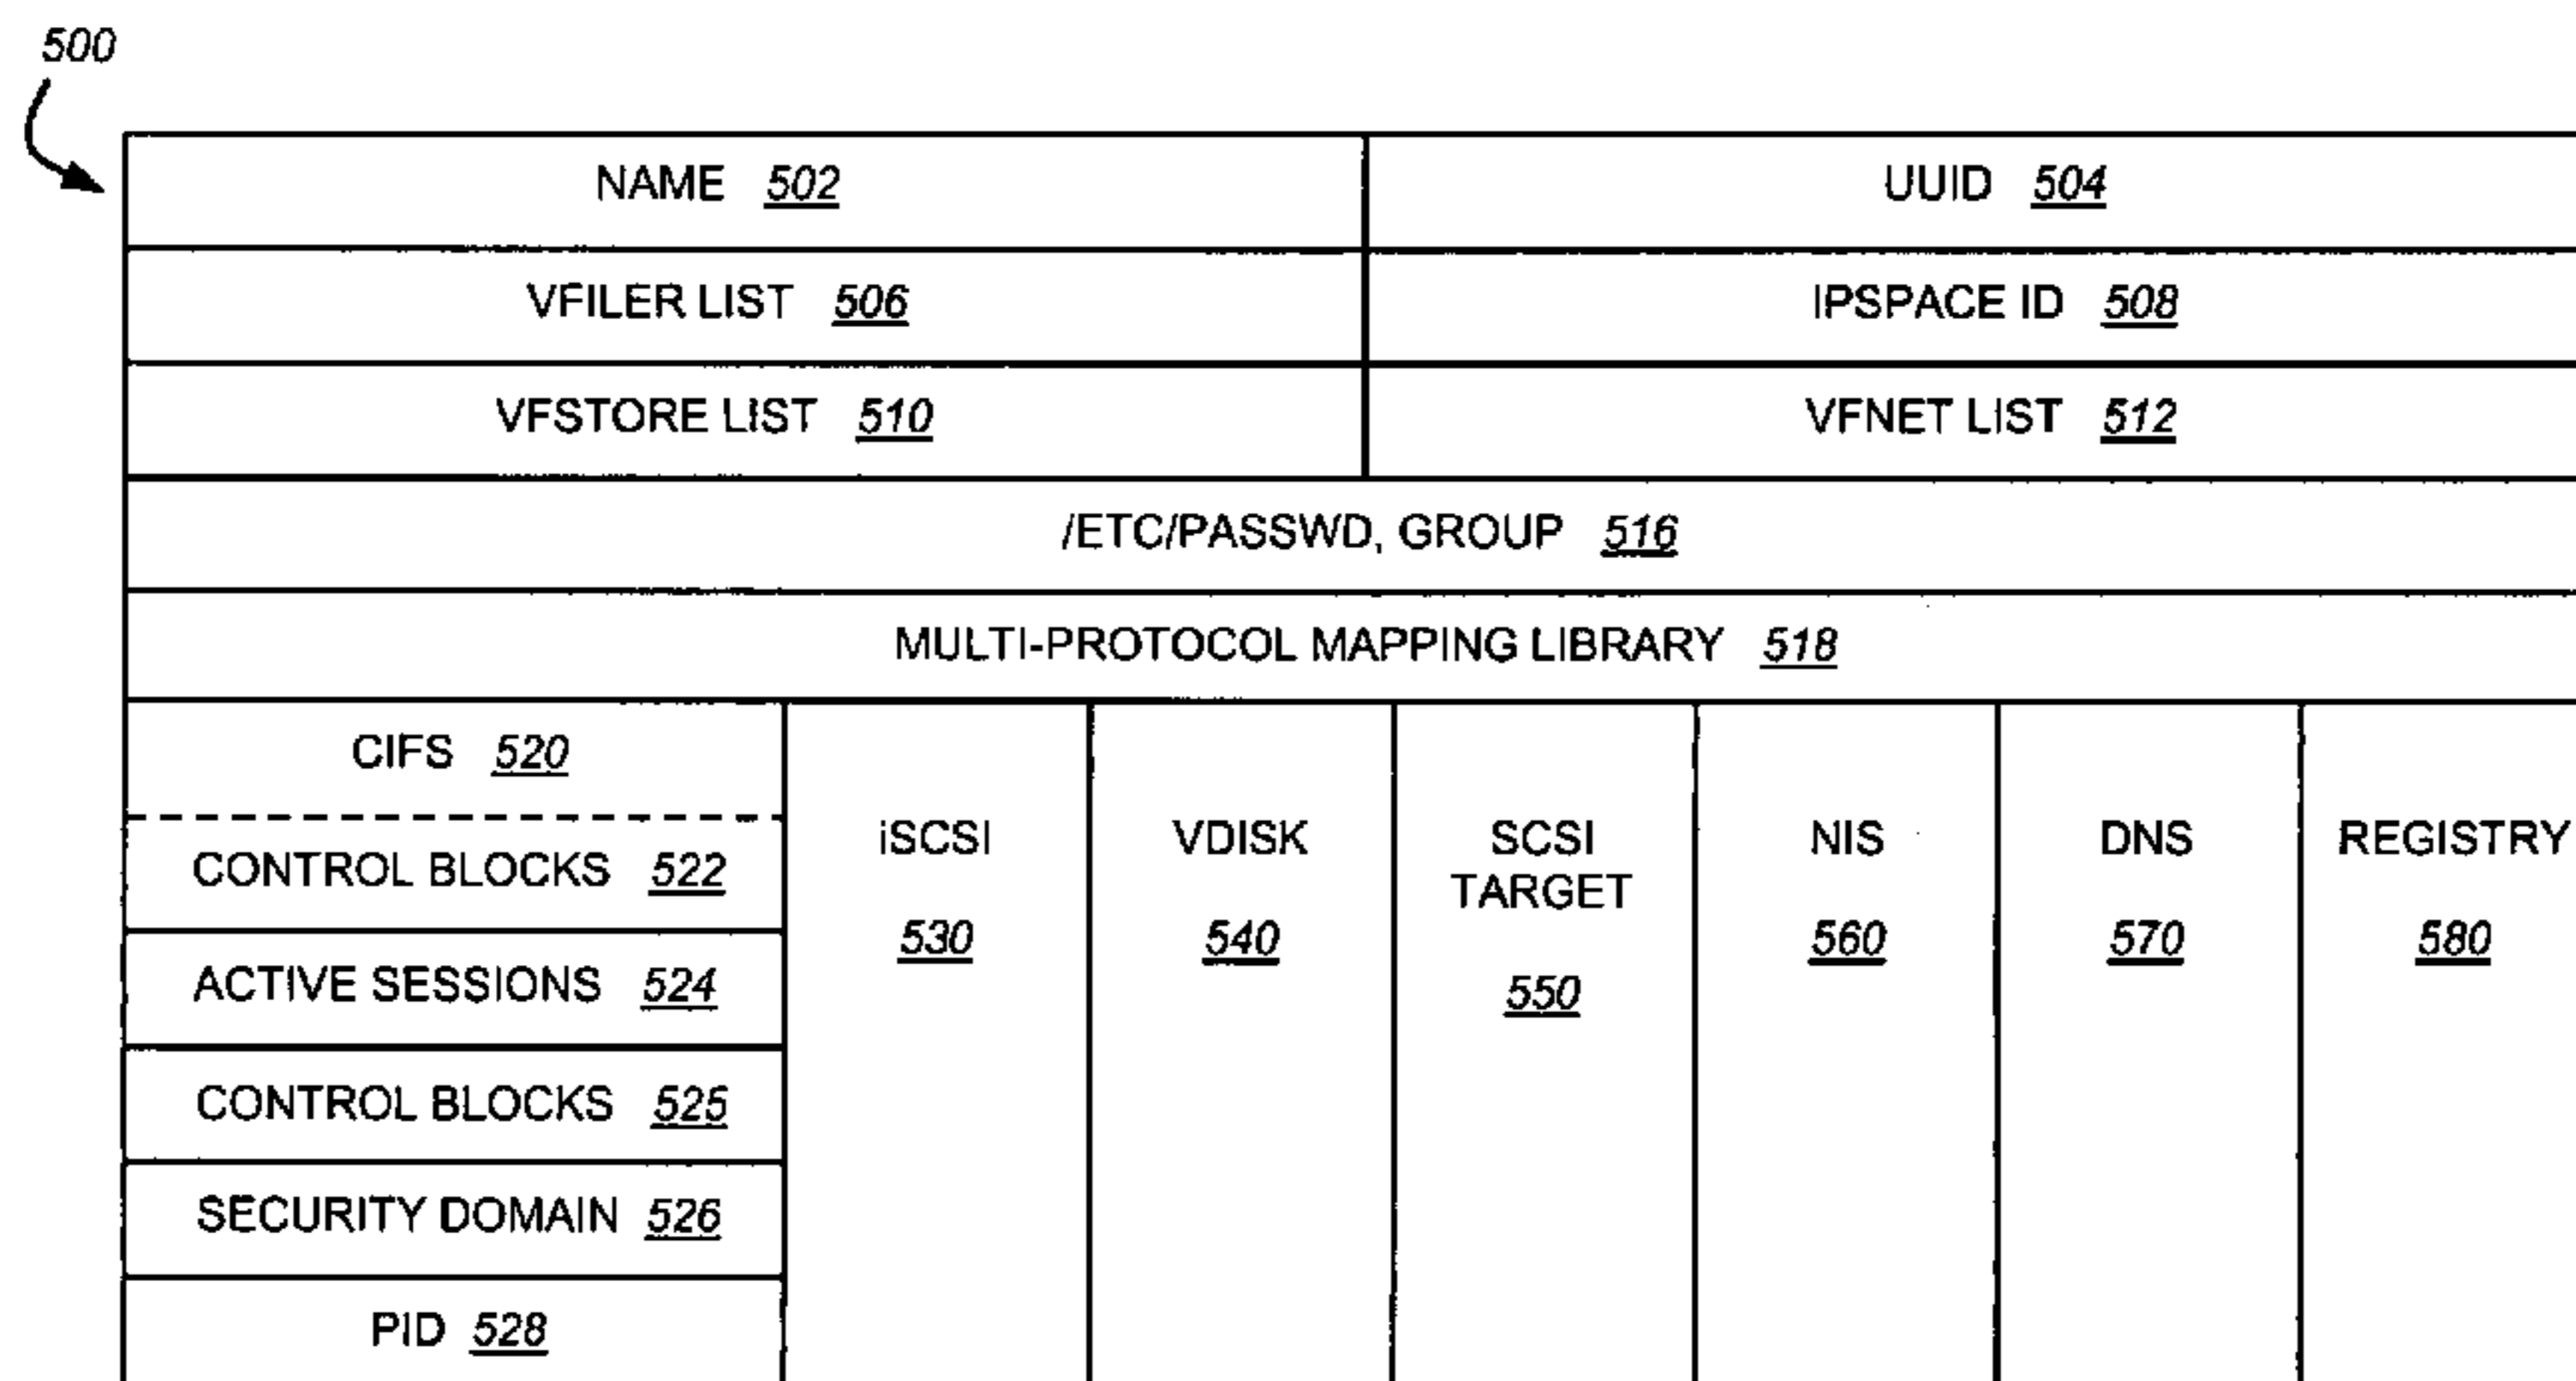 500
NAME 502
UUID 504
VFILER LIST 506
IPSPACE ID 508
VFSTORE LIST 510
VFNET LIST 512
/ETC/PASSWD, GROUP 516
MULTI-PROTOCOL MAPPING LIBRARY 518
CIFS 520
CONTROL BLOCKS 522
ACTIVE SESSIONS 524
CONTROL BLOCKS 525
SECURITY DOMAIN 526
PID 528
iSCSI
530
VDISK
540
SCSI
TARGET
550
NIS
560
DNS
570
REGISTRY
580